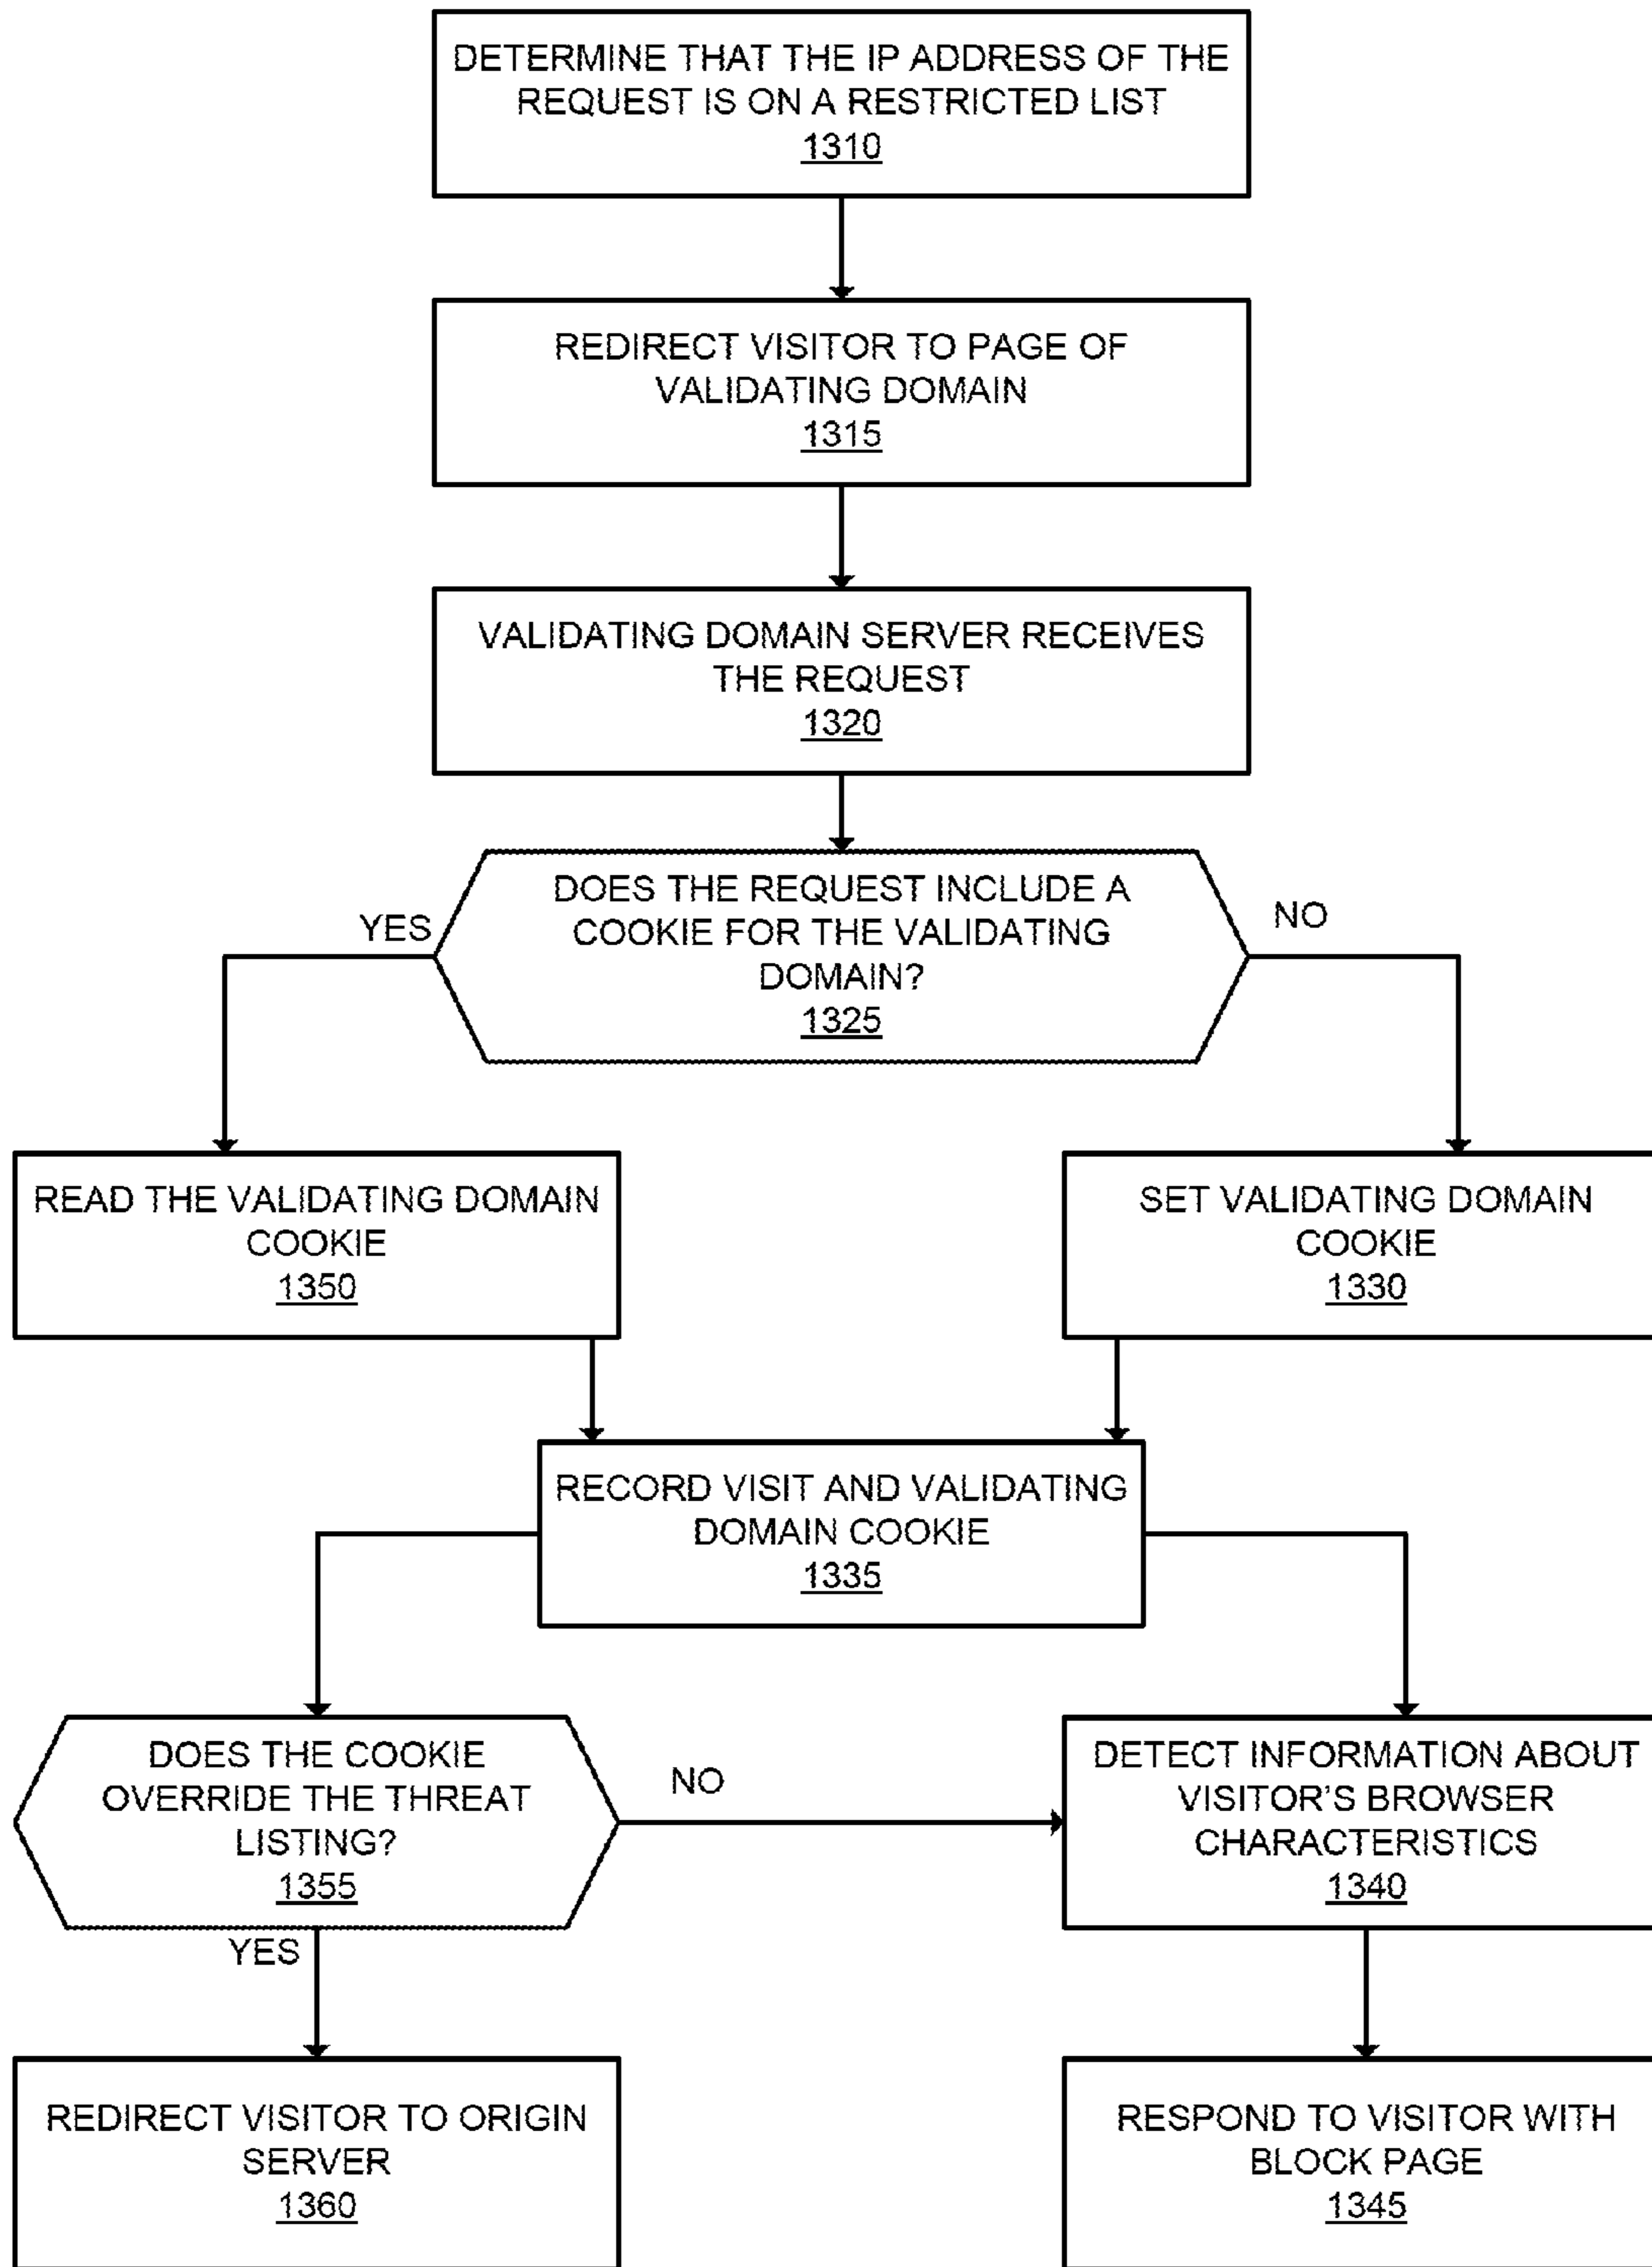 DETERMINE THAT THE IP ADDRESS OF THE
REQUEST IS ON A RESTRICTED LIST
1310
REDIRECT VISITOR TO PAGE OF
VALIDATING DOMAIN
1315
VALIDATING DOMAIN SERVER RECEIVES
THE REQUEST
1320
DOES THE REQUEST INCLUDE A
COOKIE FOR THE VALIDATING
DOMAIN?
1325
YES
NO
READ THE VALIDATING DOMAIN
COOKIE
1350
SET VALIDATING DOMAIN
COOKIE
1330
RECORD VISIT AND VALIDATING
DOMAIN COOKIE
1335
DOES THE COOKIE
OVERRIDE THE THREAT
LISTING?
1355
NO
YES
DETECT INFORMATION ABOUT
VISITOR'S BROWSER
CHARACTERISTICS
1340
REDIRECT VISITOR TO ORIGIN
SERVER
1360
RESPOND TO VISITOR WITH
BLOCK PAGE
1345